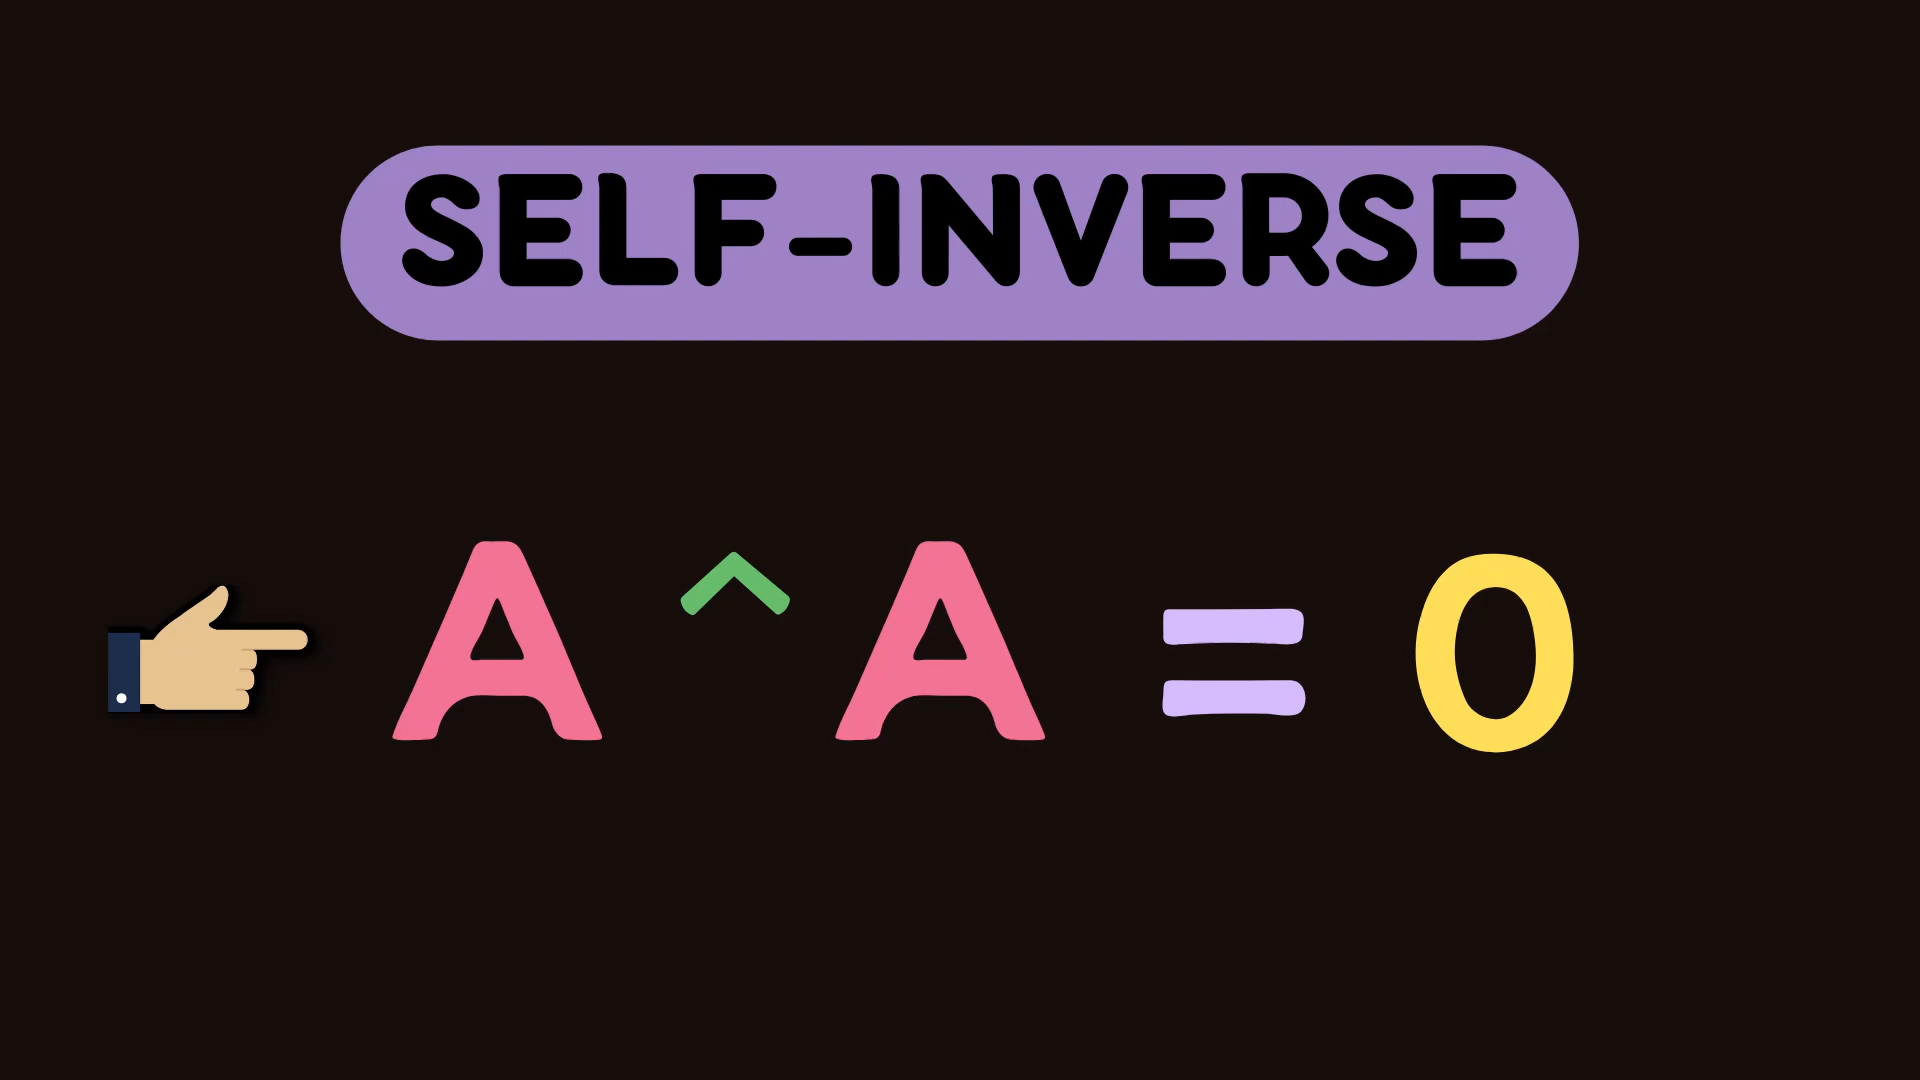 SELF-INVERSE
A ^ A = 0